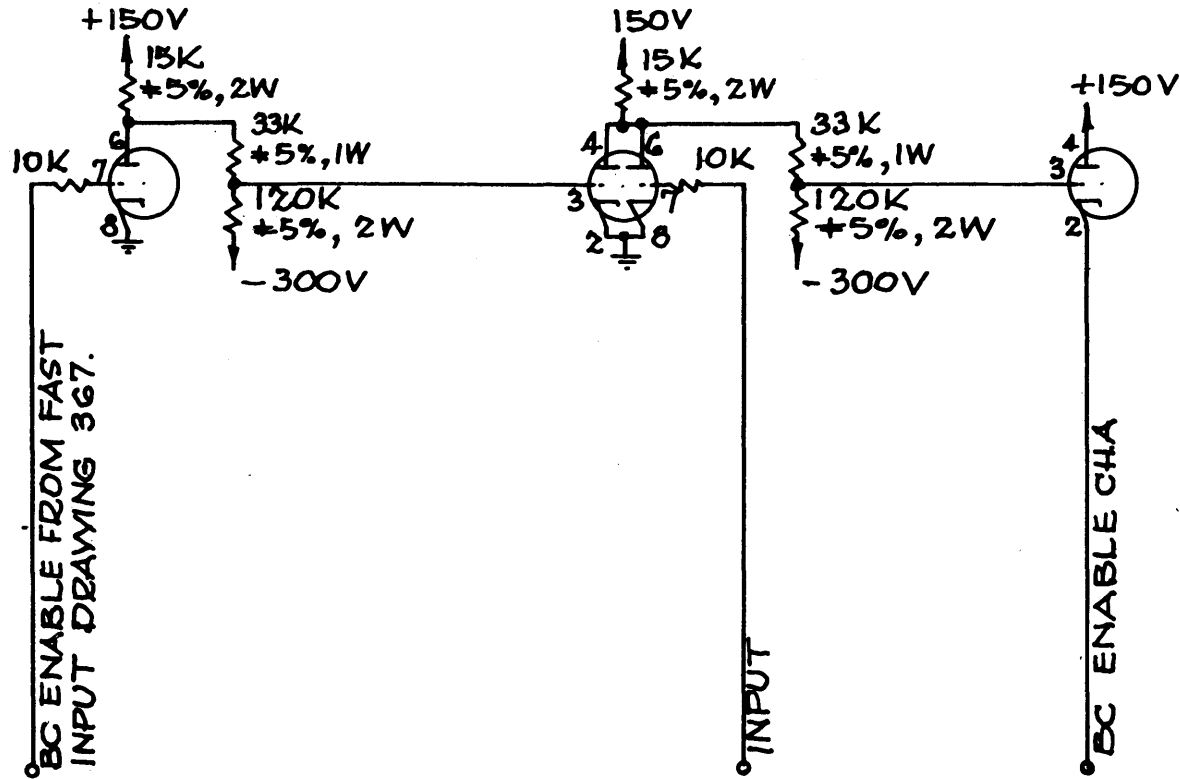 +150V
15K
±5%, 2W
6
33K
±5%, 1W
10K
7
8
120K
±5%, 2W
-300V
150V
15K
±5%, 2W
4
6
10K
3
7
2
8
33K
±5%, 1W
120K
±5%, 2W
-300V
+150V
4
3
2
BC ENABLE FROM FAST
INPUT DRAWING 367.
INPUT
BC ENABLE CHA